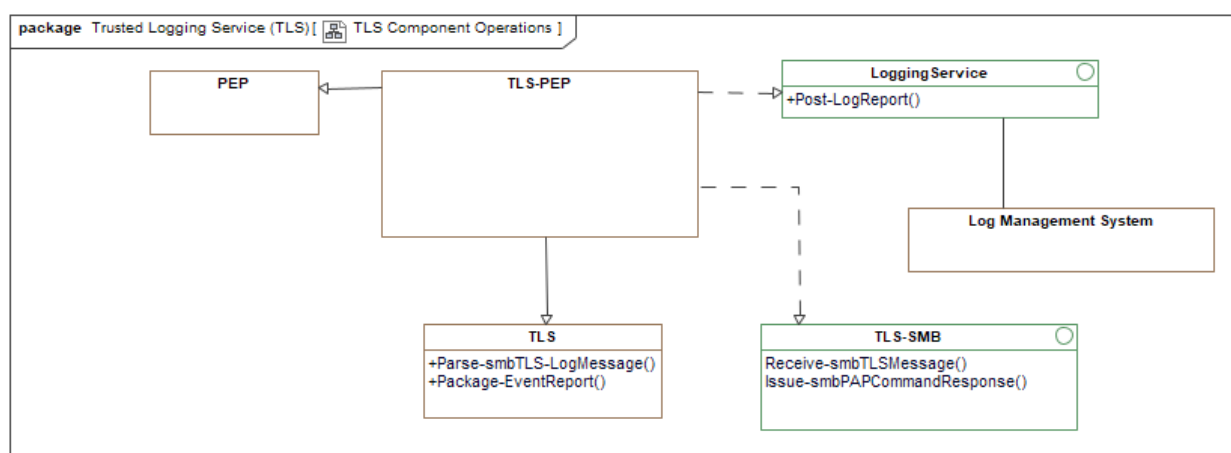 package Trusted Logging Service (TLS)[ TLS Component Operations ]
PEP
TLS-PEP
LoggingService
+Post-LogReport()
Log Management System
TLS
+Parse-smbTLS-LogMessage()
+Package-EventReport()
TLS-SMB
Receive-smbTLSMessage()
Issue-smbPAPCommandResponse()